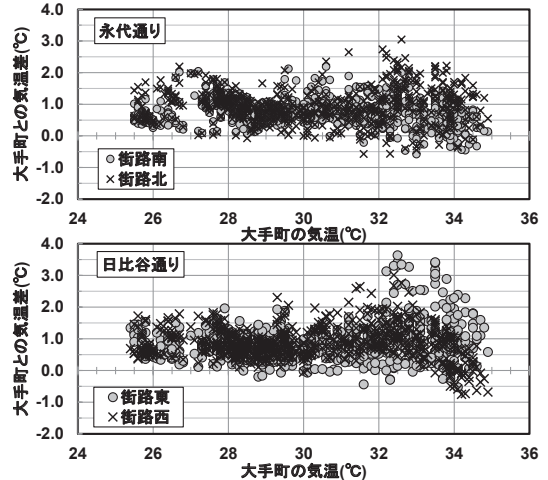 大手町との気温差(℃)
4.0
3.0
2.0
1.0
0.0
-1.0
-2.0
永代通り
街路南
街路北
24 26 28 30 32 34 36
大手町の気温(℃)
大手町との気温差(℃)
4.0
3.0
2.0
1.0
0.0
-1.0
-2.0
日比谷通り
街路東
街路西
24 26 28 30 32 34 36
大手町の気温(℃)